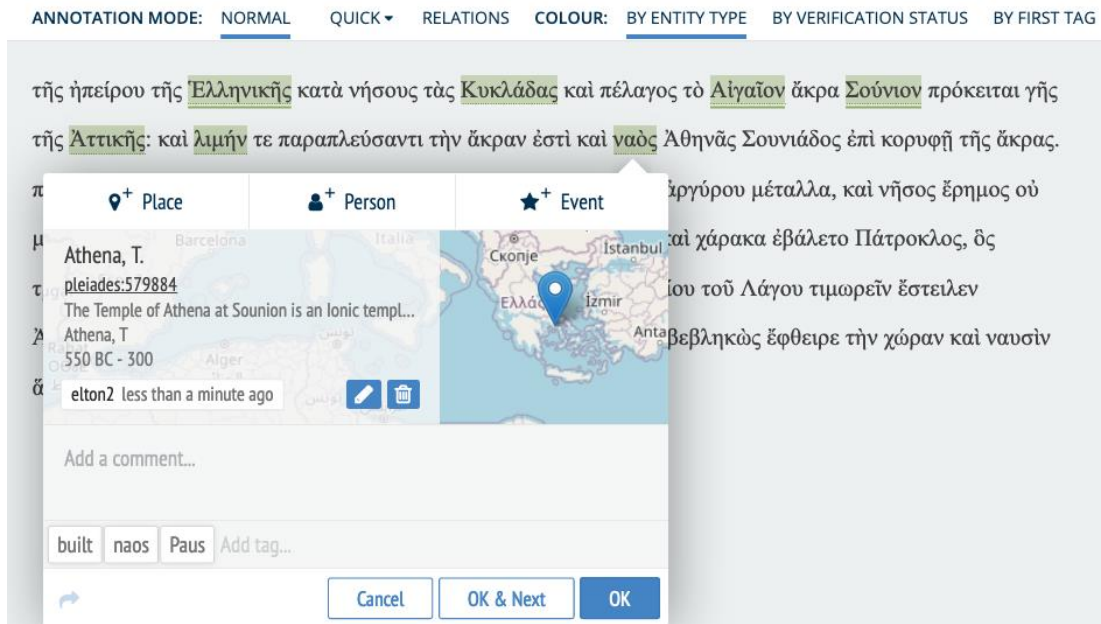 ANNOTATION MODE: NORMAL QUICK RELATIONS COLOUR: BY ENTITY TYPE BY VERIFICATION STATUS BY FIRST TAG
τῆς ἠπείρου τῆς Ἑλληνικῆς κατὰ νήσους τὰς Κυκλάδας καὶ πέλαγος τὸ Αἰγαῖον ἄκρα Σούνιον πρόκειται γῆς
τῆς Ἀττικῆς: καὶ λιμήν τε παραπλεύσαντι τὴν ἄκραν ἐστὶ καὶ ναὸς Ἀθηνᾶς Σουνιάδος ἐπὶ κορυφῇ τῆς ἄκρας.
ἀργύρου μέταλλα, καὶ νῆσος ἔρημος οὐ
καὶ χάρακα ἐβάλετο Πάτροκλος, ὃς
τοῦ Λάγου τιμωρεῖν ἔστειλεν
βεβληκὼς ἔφθειρε τὴν χώραν καὶ ναυσὶν
Place Person Event
Athena, T.
pleiades:579884
The Temple of Athena at Sounion is an Ionic templ...
Athena, T
550 BC - 300
elton2 less than a minute ago
Barcelona
Italia
Alger
Скопје
İstanbul
Ελλάς
İzmir
Anta
Add a comment...
built naos Paus Add tag...
Cancel OK & Next OK